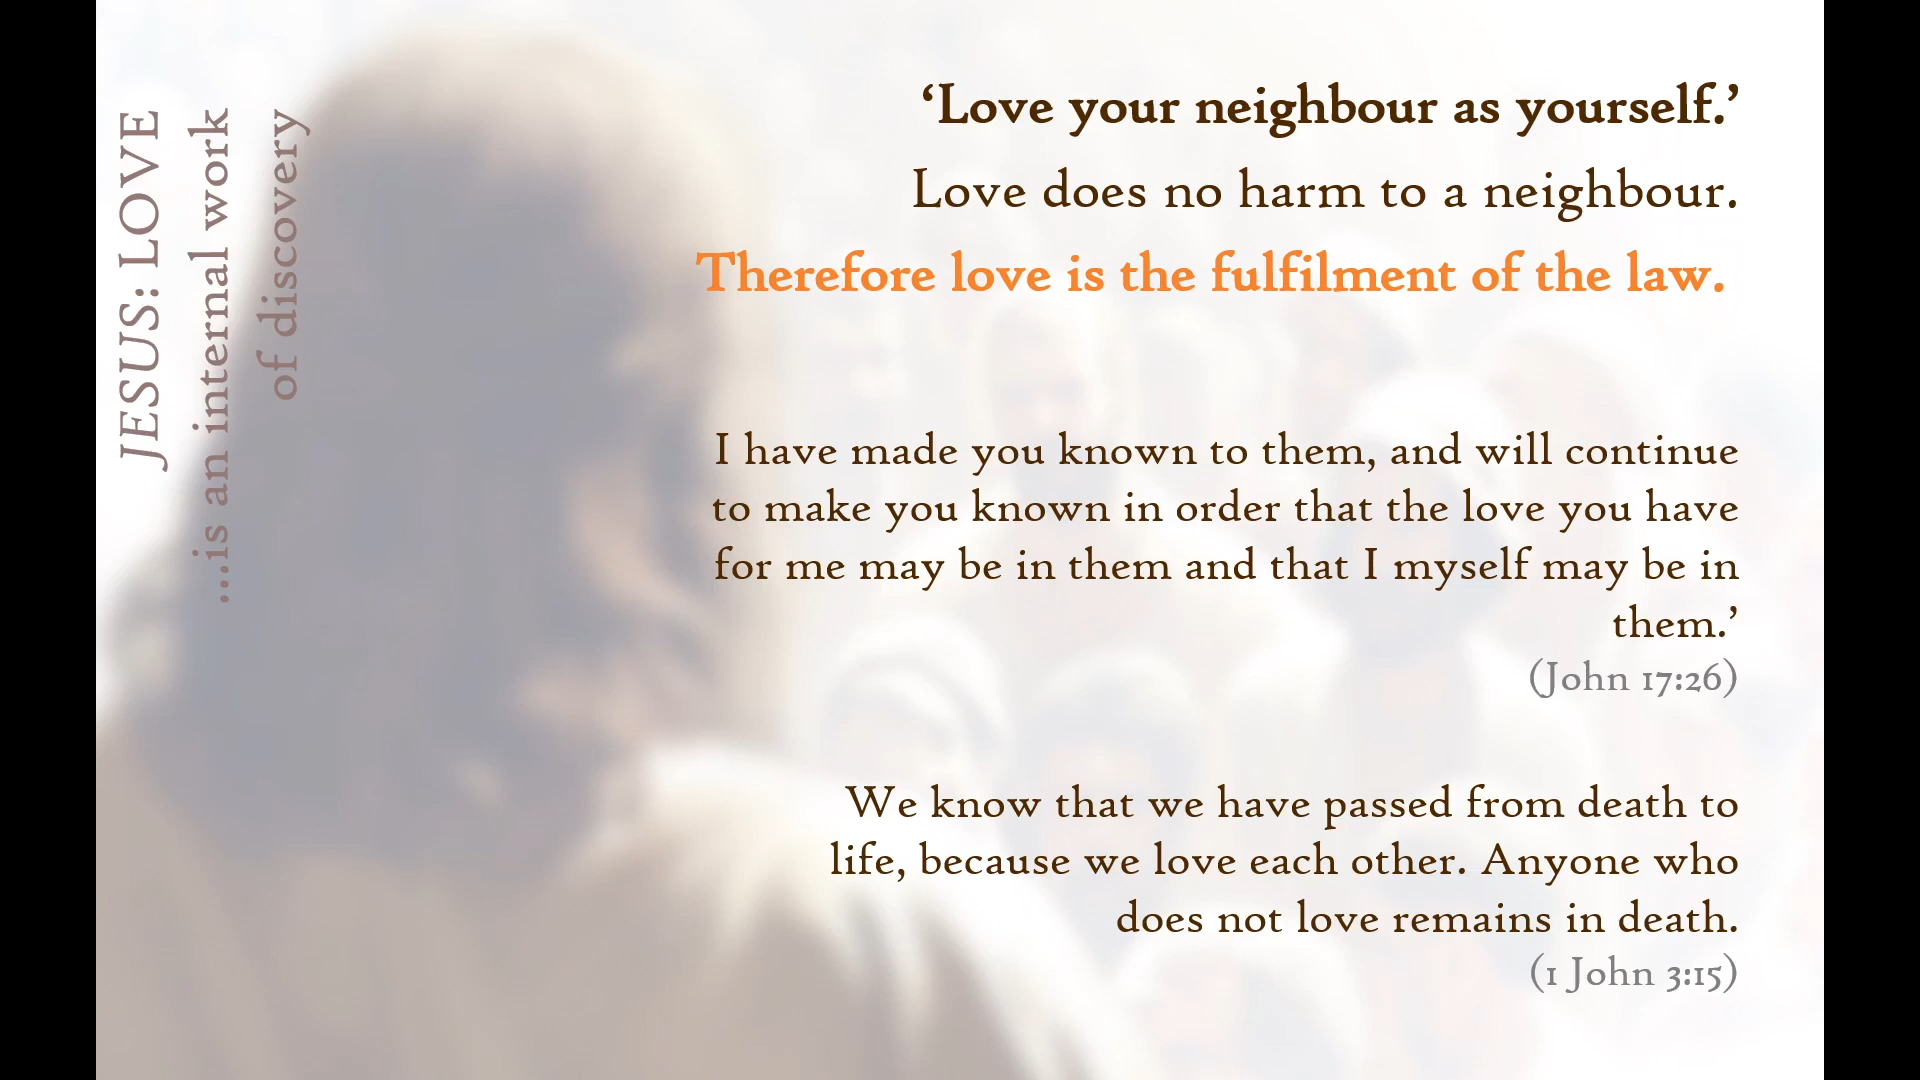 JESUS: LOVE
...is an internal work
of discovery
‘Love your neighbour as yourself.’
Love does no harm to a neighbour.
Therefore love is the fulfilment of the law.
I have made you known to them, and will continue
to make you known in order that the love you have
for me may be in them and that I myself may be in
them.’
(John 17:26)
We know that we have passed from death to
life, because we love each other. Anyone who
does not love remains in death.
(1 John 3:15)